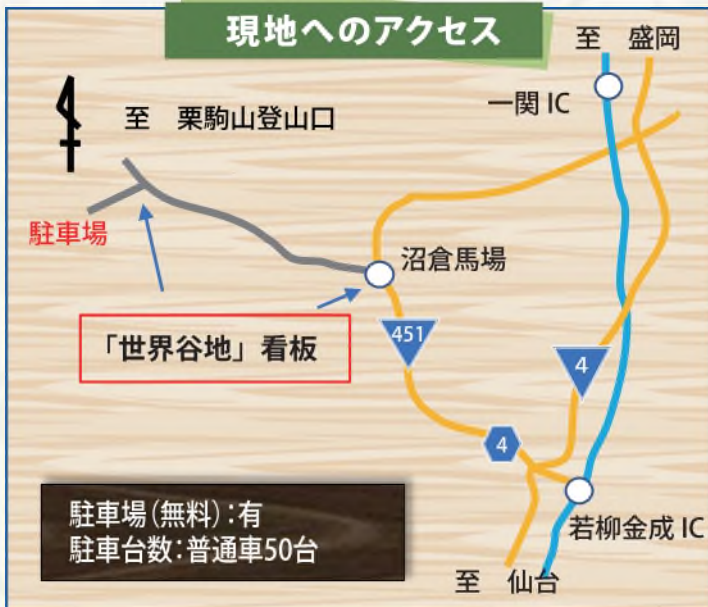 現地へのアクセス
至 盛岡
一関 IC
至 栗駒山登山口
駐車場
沼倉馬場
「世界谷地」看板
451
4
4
駐車場(無料):有
駐車台数:普通車50台
若柳金成 IC
至 仙台